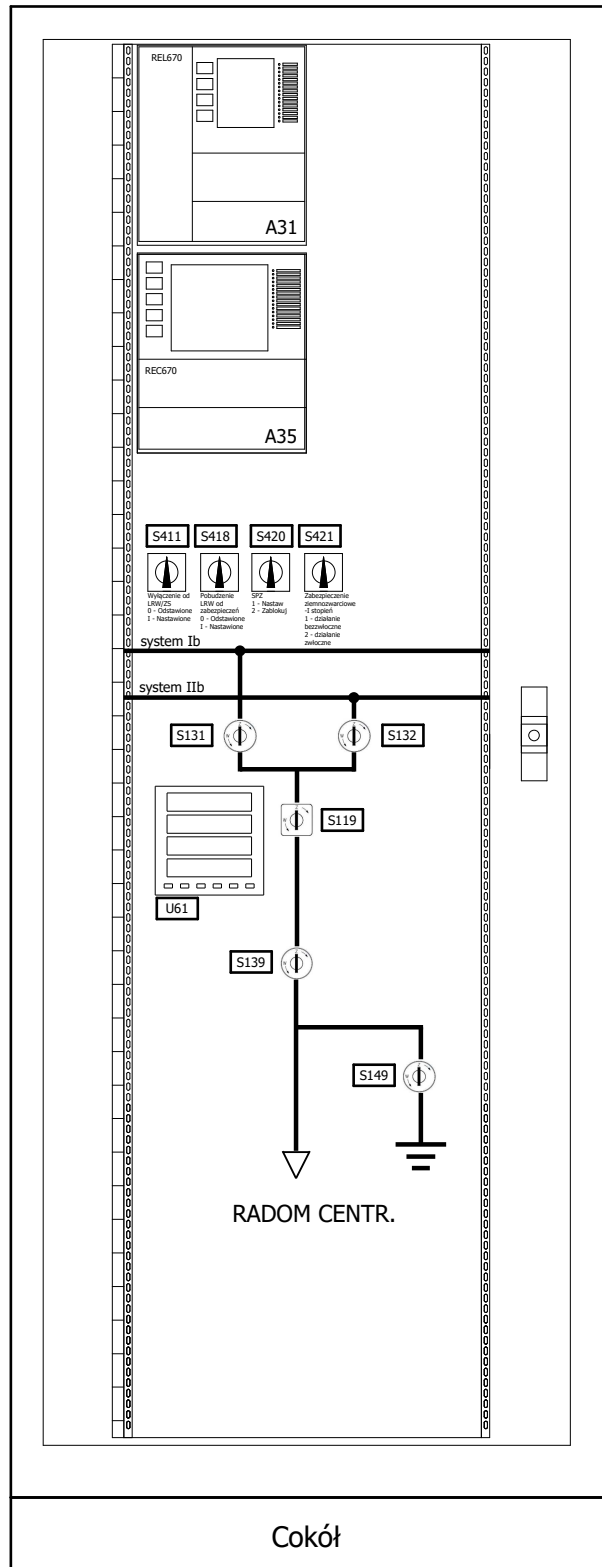 REL670
A31
REC670
A35
S411
S418
S420
S421
Wyłączenie od
LRW/ZS
0 - Odstawione
I - Nastawione
Pobudzenie
LRW od
zabezpieczeń
0 - Odstawione
I - Nastawione
SPZ
1 - Nastaw
2 - Zablokuj
Zabezpieczenie
ziemnozwarciowe
-I stopień
1 - działanie
bezzwłoczne
2 - działanie
zwłoczne
system Ib
system IIb
S131
S132
S119
U61
S139
S149
RADOM CENTR.
Cokół